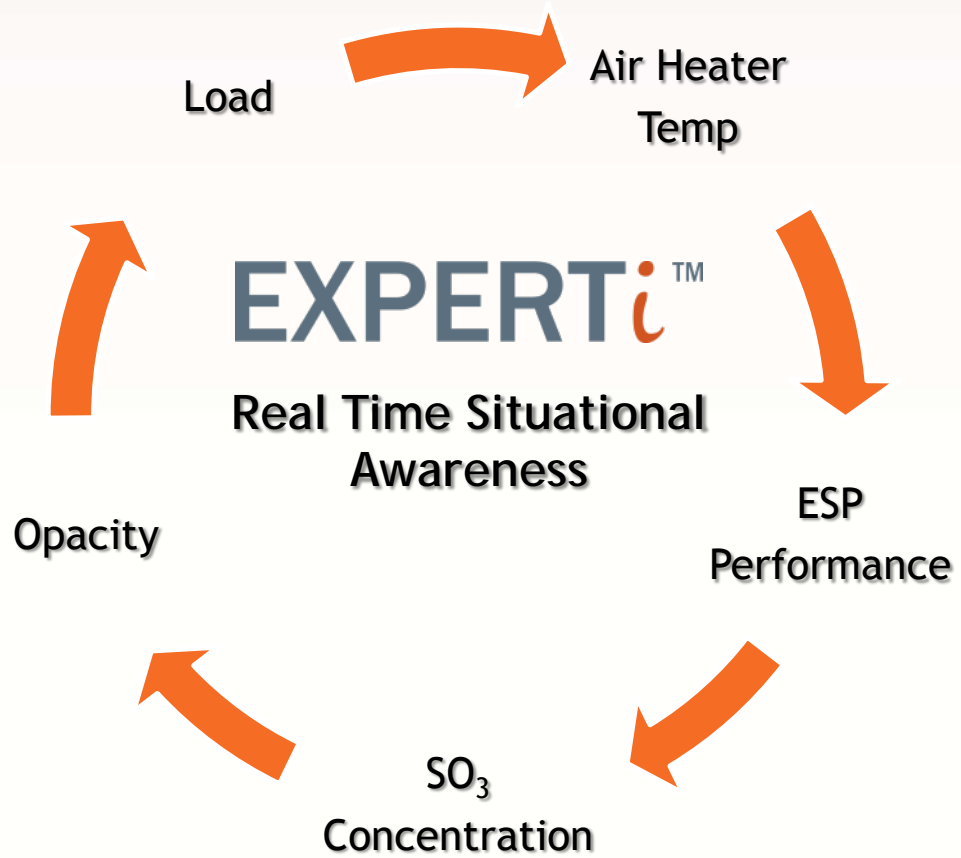 Load
Air Heater
Temp
EXPERTi™
Real Time Situational
Awareness
ESP
Performance
Opacity
SO₃
Concentration